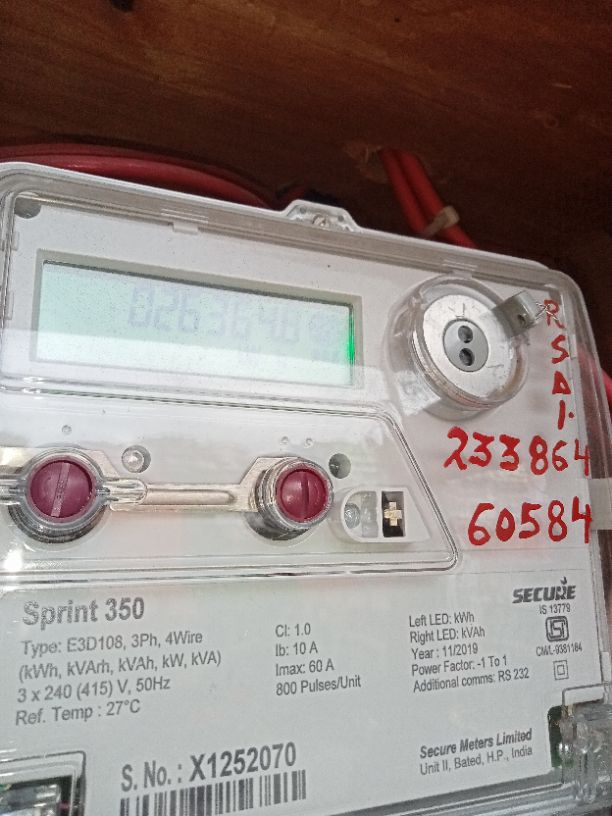 R
S
D
1.
233864
60584
SECURE
IS 13779
CM/L-9381184
Sprint 350
Type: E3D108, 3Ph, 4Wire
(kWh, kVArh, kVAh, kW, kVA)
3 x 240 (415) V, 50Hz
Ref. Temp : 27°C
Cl: 1.0
Ib: 10 A
Imax: 60 A
800 Pulses/Unit
Left LED: kWh
Right LED: kVAh
Year : 11/2019
Power Factor: -1 To 1
Additional comms: RS 232
S. No. : X1252070
Secure Meters Limited
Unit II, Bated, H.P., India